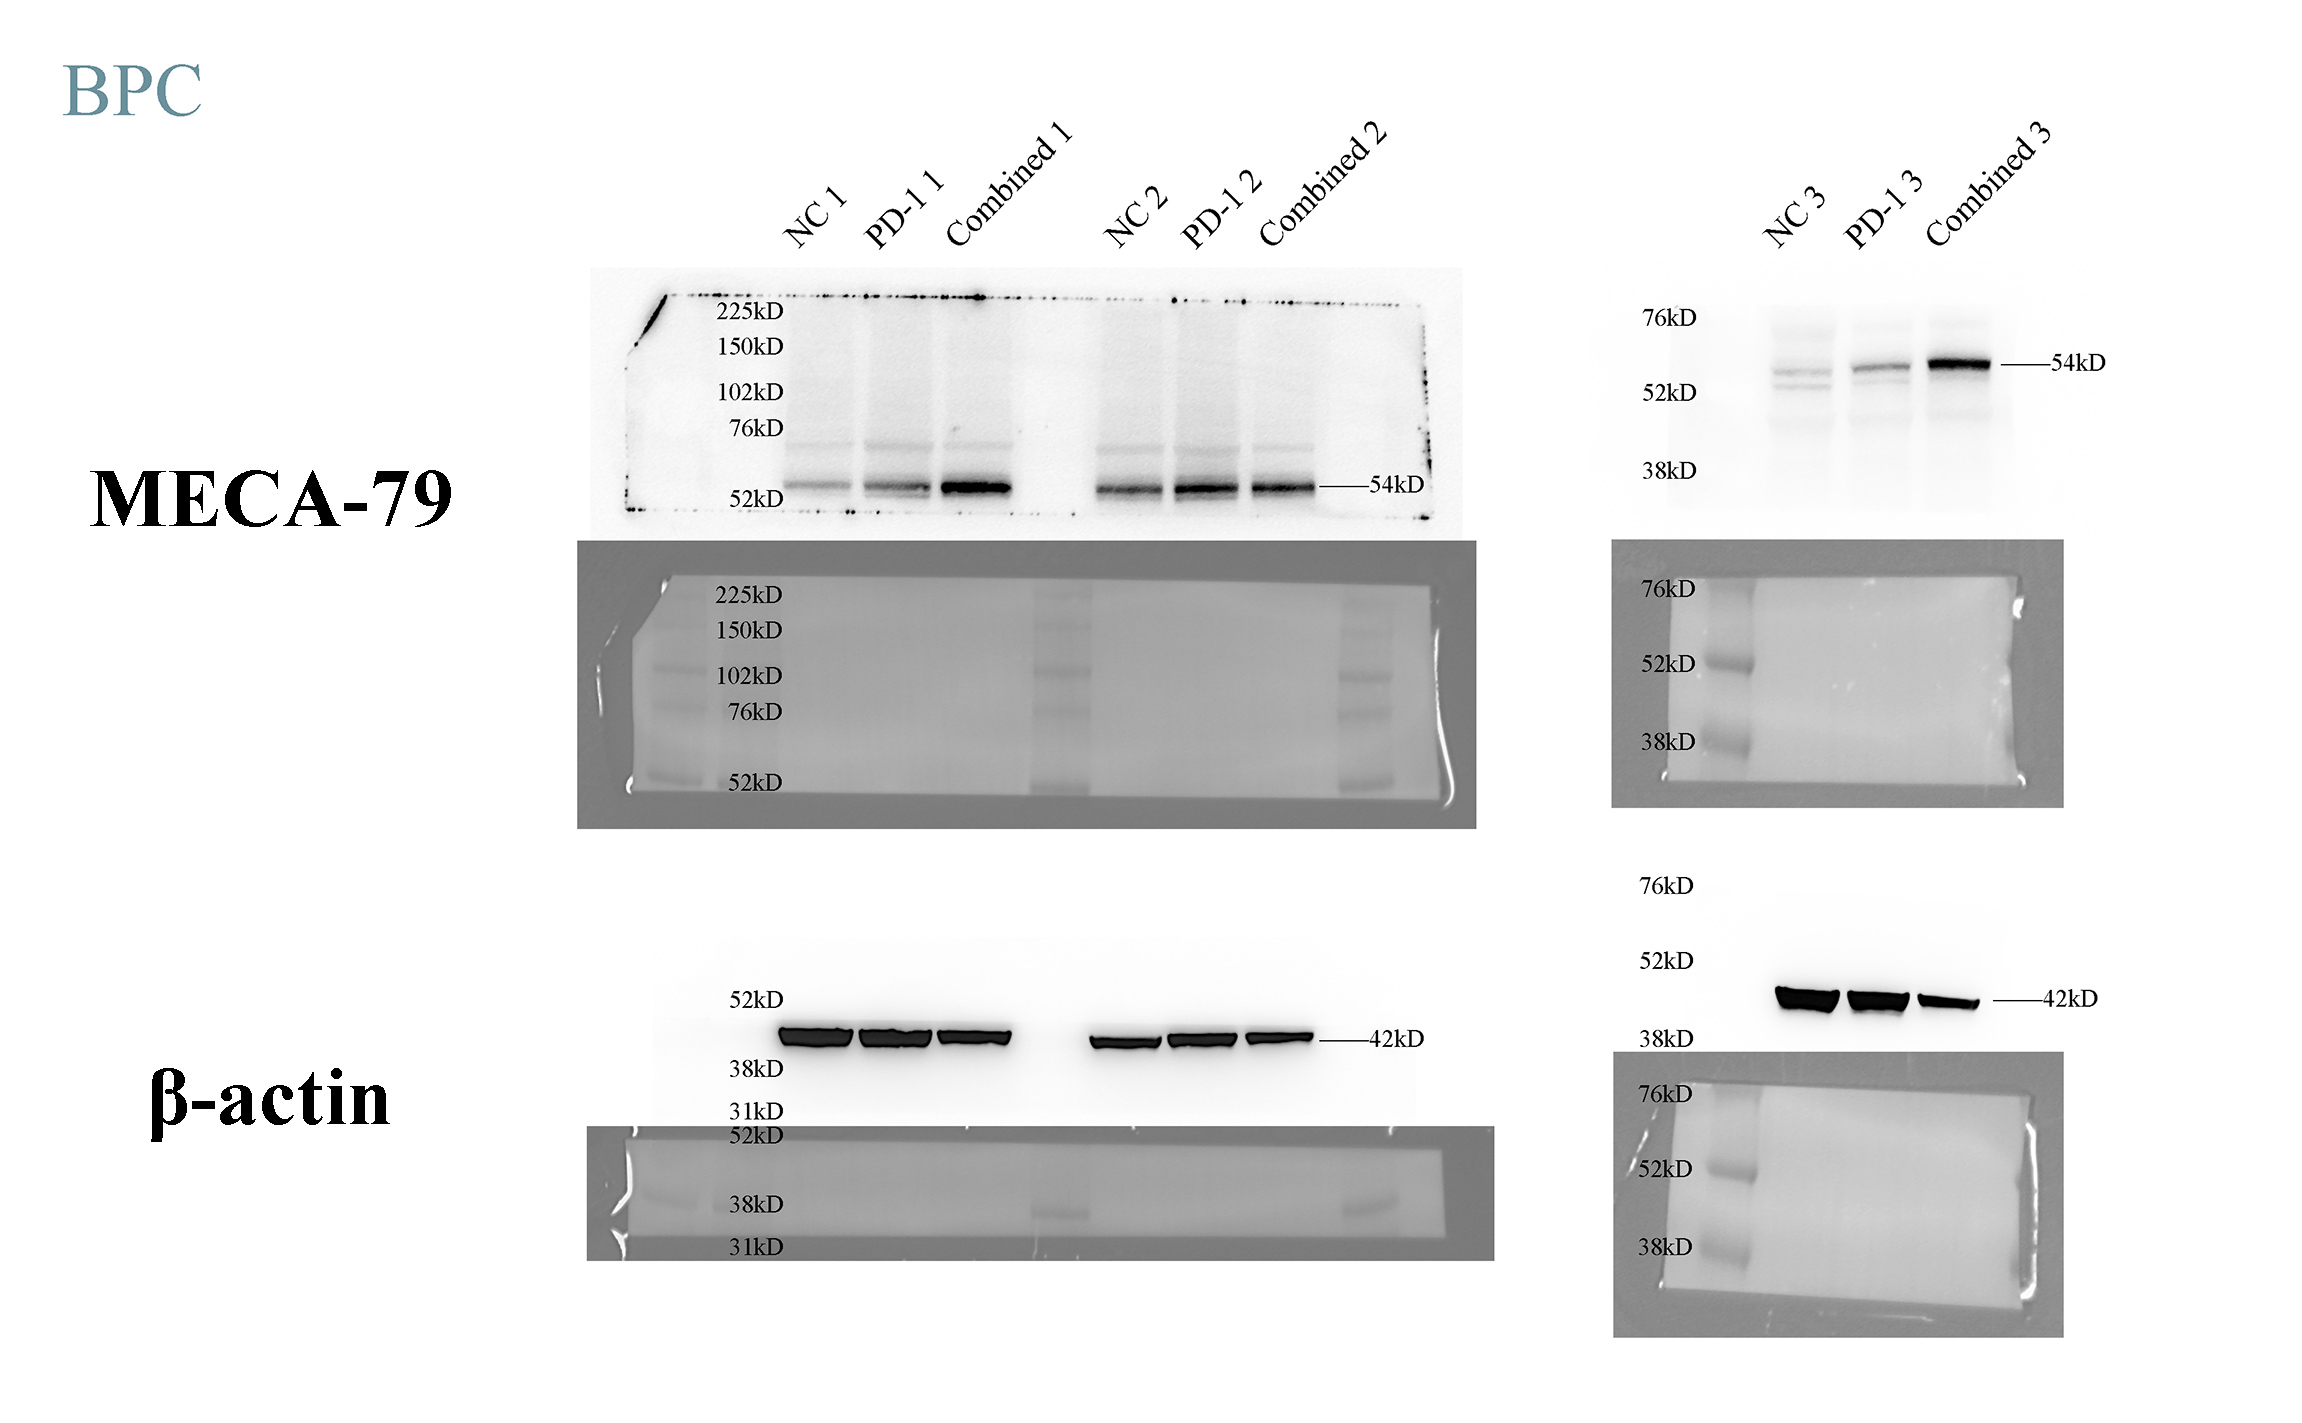 BPC
NC 1
PD-1 1
Combined 1
NC 2
PD-1 2
Combined 2
NC 3
PD-1 3
Combined 3
MECA-79
225kD
150kD
102kD
76kD
52kD
54kD
76kD
52kD
38kD
54kD
225kD
150kD
102kD
76kD
52kD
76kD
52kD
38kD
β-actin
52kD
38kD
31kD
42kD
76kD
52kD
38kD
42kD
52kD
38kD
31kD
76kD
52kD
38kD